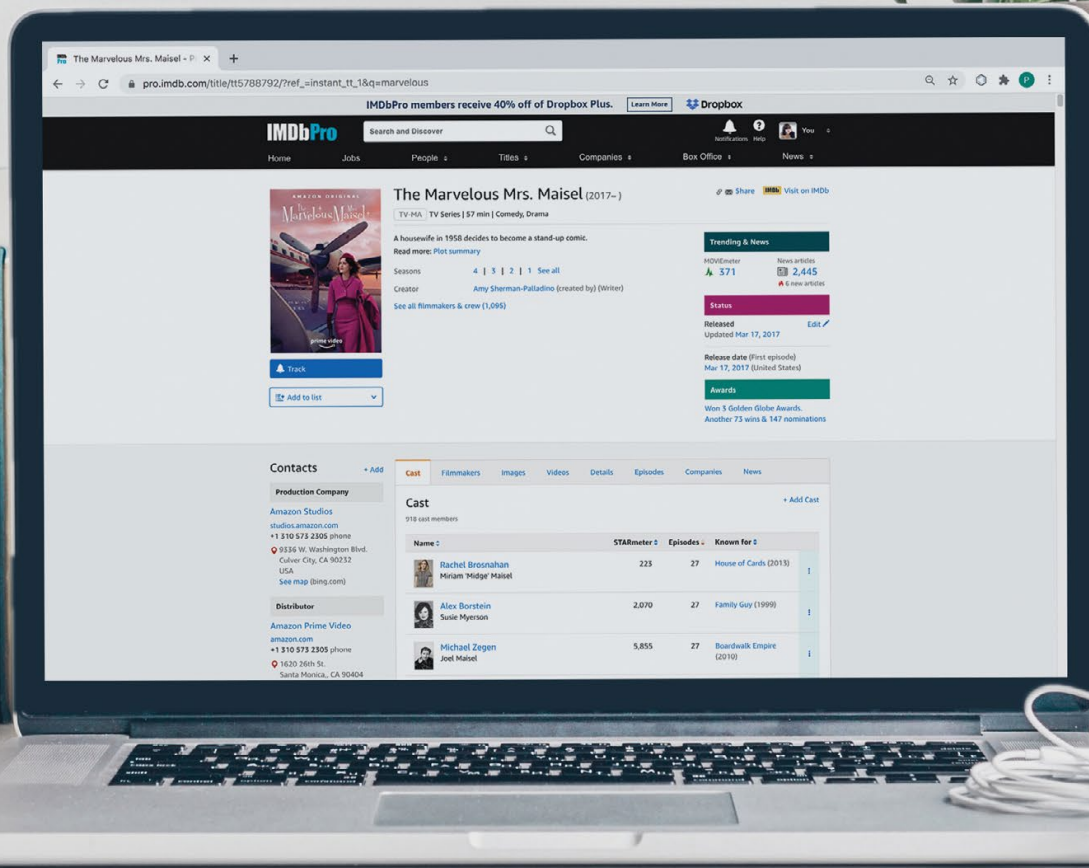 The Marvelous Mrs. Maisel - P
pro.imdb.com/title/tt5788792/?ref_=instant_tt_1&q=marvelous
P
IMDbPro members receive 40% off of Dropbox Plus. Learn More Dropbox
IMDbPro
Search and Discover
Notifications Help You
Home Jobs People Titles Companies Box Office News
AMAZON ORIGINAL
The Marvelous Mrs. Maisel
prime video
Track
Add to list
The Marvelous Mrs. Maisel (2017– )
TV-MA TV Series | 57 min | Comedy, Drama
A housewife in 1958 decides to become a stand-up comic.
Read more: Plot summary
Seasons 4 | 3 | 2 | 1 See all
Creator Amy Sherman-Palladino (created by) (Writer)
See all filmmakers & crew (1,095)
Share IMDb Visit on IMDb
Trending & News
MOVIEmeter News articles
371 2,445
6 new articles
Status
Released Edit
Updated Mar 17, 2017
Release date (First episode)
Mar 17, 2017 (United States)
Awards
Won 3 Golden Globe Awards.
Another 73 wins & 147 nominations
Contacts + Add
Production Company
Amazon Studios
studios.amazon.com
+1 310 573 2305 phone
9336 W. Washington Blvd.
Culver City, CA 90232
USA
See map (bing.com)
Distributor
Amazon Prime Video
amazon.com
+1 310 573 2305 phone
1620 26th St.
Santa Monica,, CA 90404
Cast Filmmakers Images Videos Details Episodes Companies News
Cast + Add Cast
918 cast members
Name STARmeter Episodes Known for
Rachel Brosnahan 223 27 House of Cards (2013)
Miriam 'Midge' Maisel
Alex Borstein 2,070 27 Family Guy (1999)
Susie Myerson
Michael Zegen 5,855 27 Boardwalk Empire
Joel Maisel (2010)